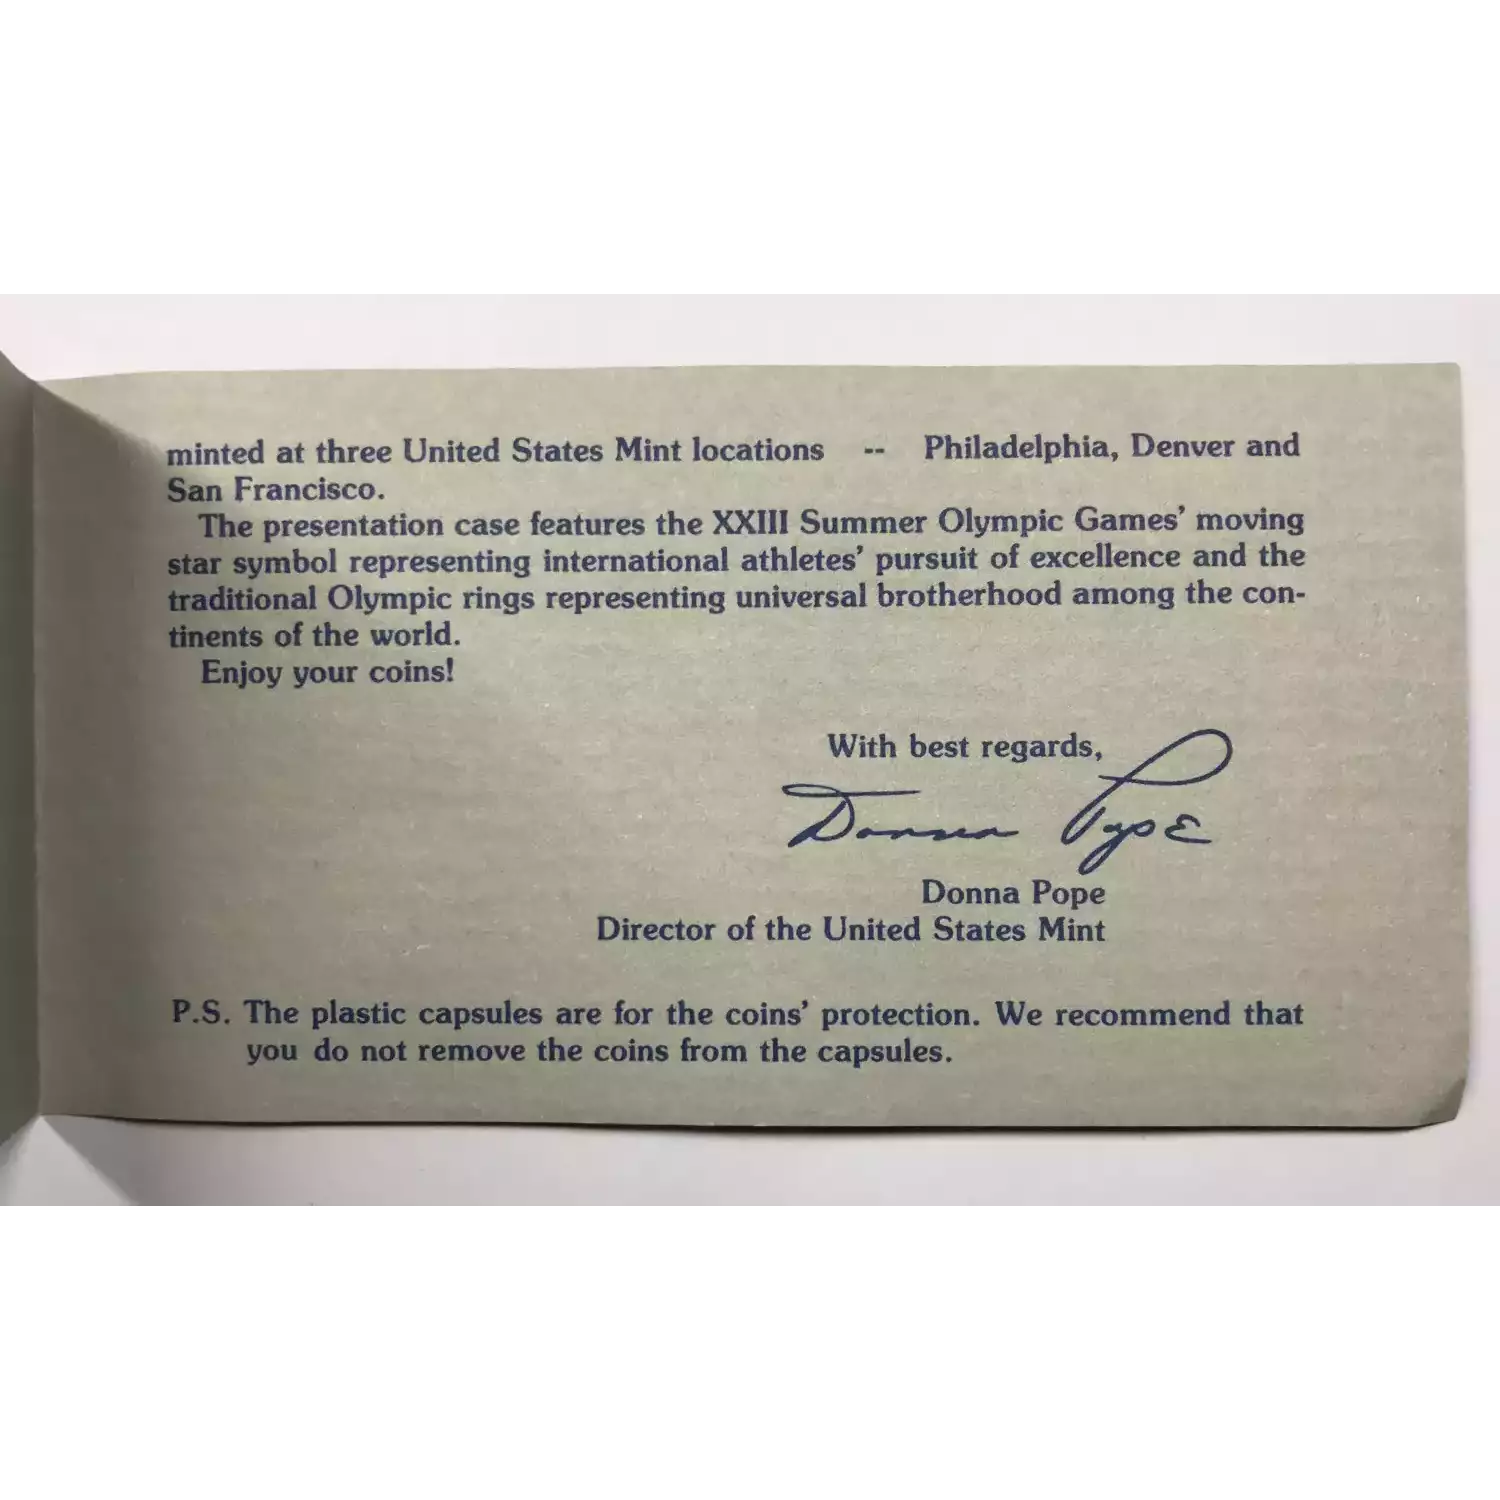 minted at three United States Mint locations -- Philadelphia, Denver and
San Francisco.
The presentation case features the XXIII Summer Olympic Games' moving
star symbol representing international athletes' pursuit of excellence and the
traditional Olympic rings representing universal brotherhood among the con-
tinents of the world.
Enjoy your coins!
With best regards,
Donna Pope
Donna Pope
Director of the United States Mint
P.S. The plastic capsules are for the coins' protection. We recommend that
you do not remove the coins from the capsules.